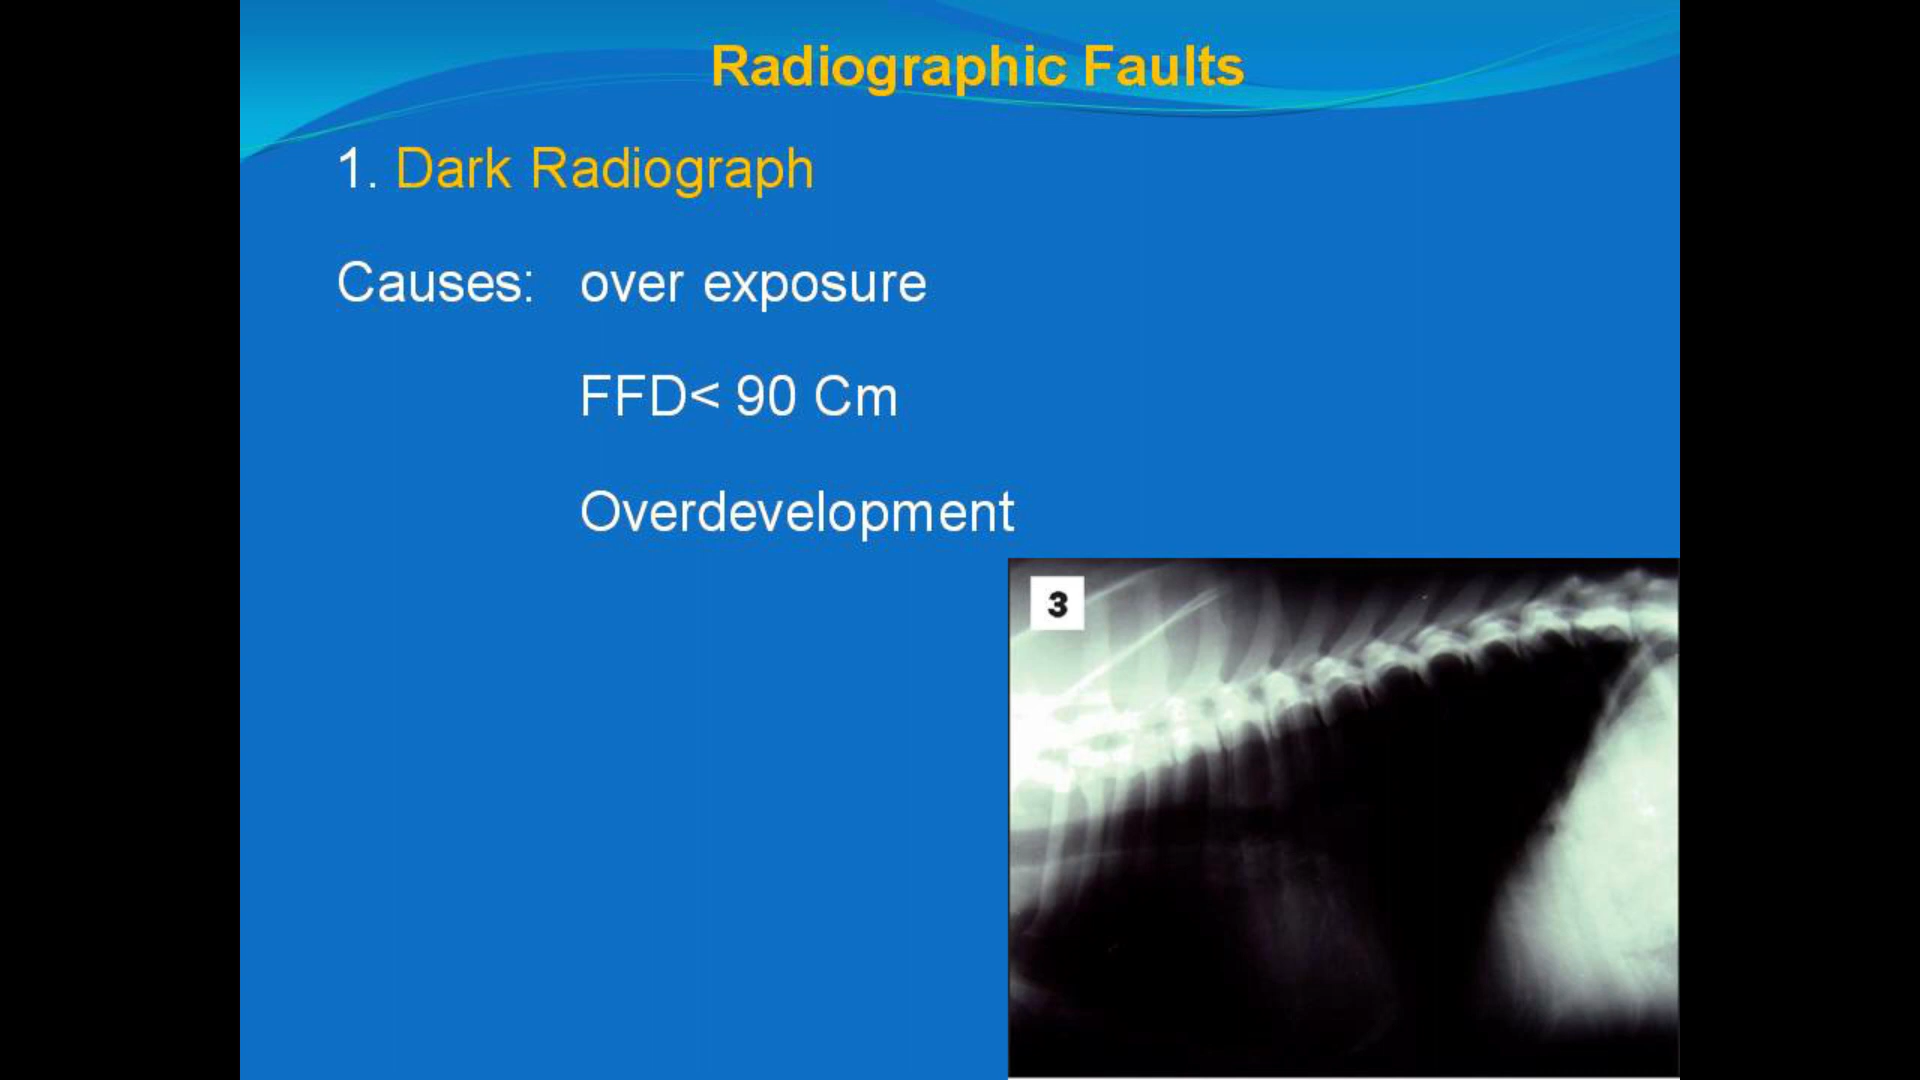 Radiographic Faults
1. Dark Radiograph
Causes: over exposure
FFD< 90 Cm
Overdevelopment
3